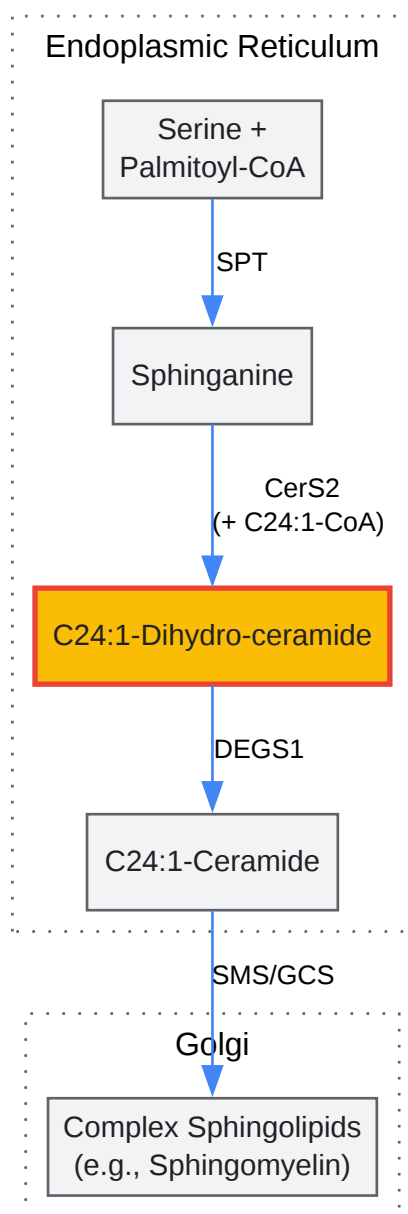 Endoplasmic Reticulum
Serine +
Palmitoyl-CoA
SPT
Sphinganine
CerS2
(+ C24:1-CoA)
C24:1-Dihydro-ceramide
DEGS1
C24:1-Ceramide
SMS/GCS
Golgi
Complex Sphingolipids
(e.g., Sphingomyelin)